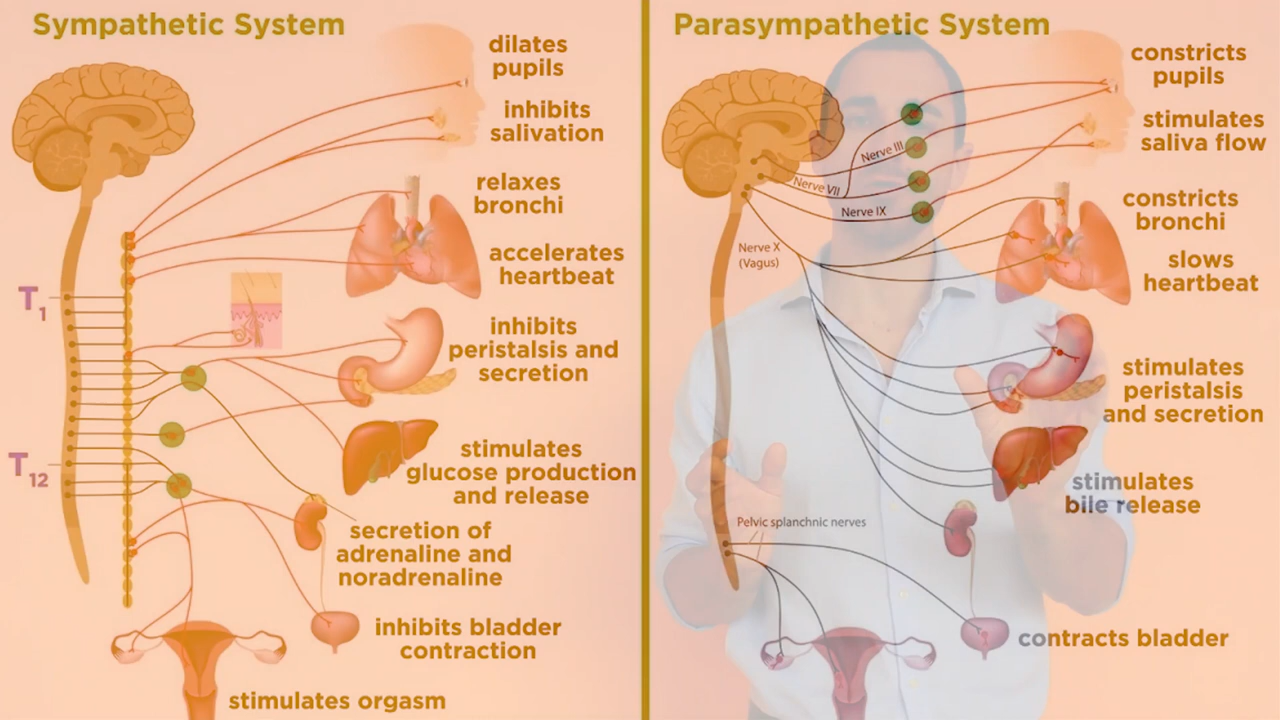 Sympathetic System
dilates
pupils
inhibits
salivation
relaxes
bronchi
accelerates
heartbeat
T1
inhibits
peristalsis and
secretion
T12
stimulates
glucose production
and release
secretion of
adrenaline and
noradrenaline
inhibits bladder
contraction
stimulates orgasm
Parasympathetic System
constricts
pupils
stimulates
saliva flow
Nerve III
Nerve VII
Nerve IX
Nerve X
(Vagus)
constricts
bronchi
slows
heartbeat
stimulates
peristalsis
and secretion
stimulates
bile release
Pelvic splanchnic nerves
contracts bladder